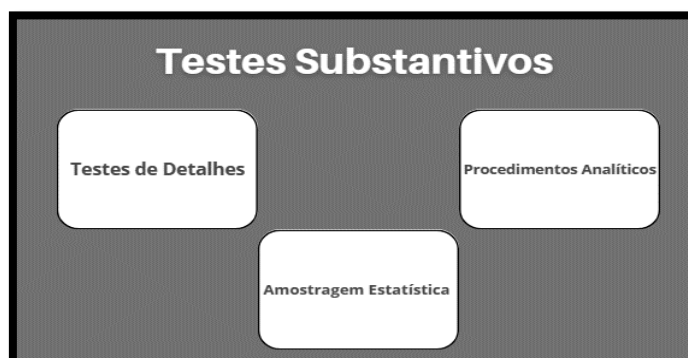 Testes Substantivos
Testes de Detalhes
Procedimentos Analíticos
Amostragem Estatística